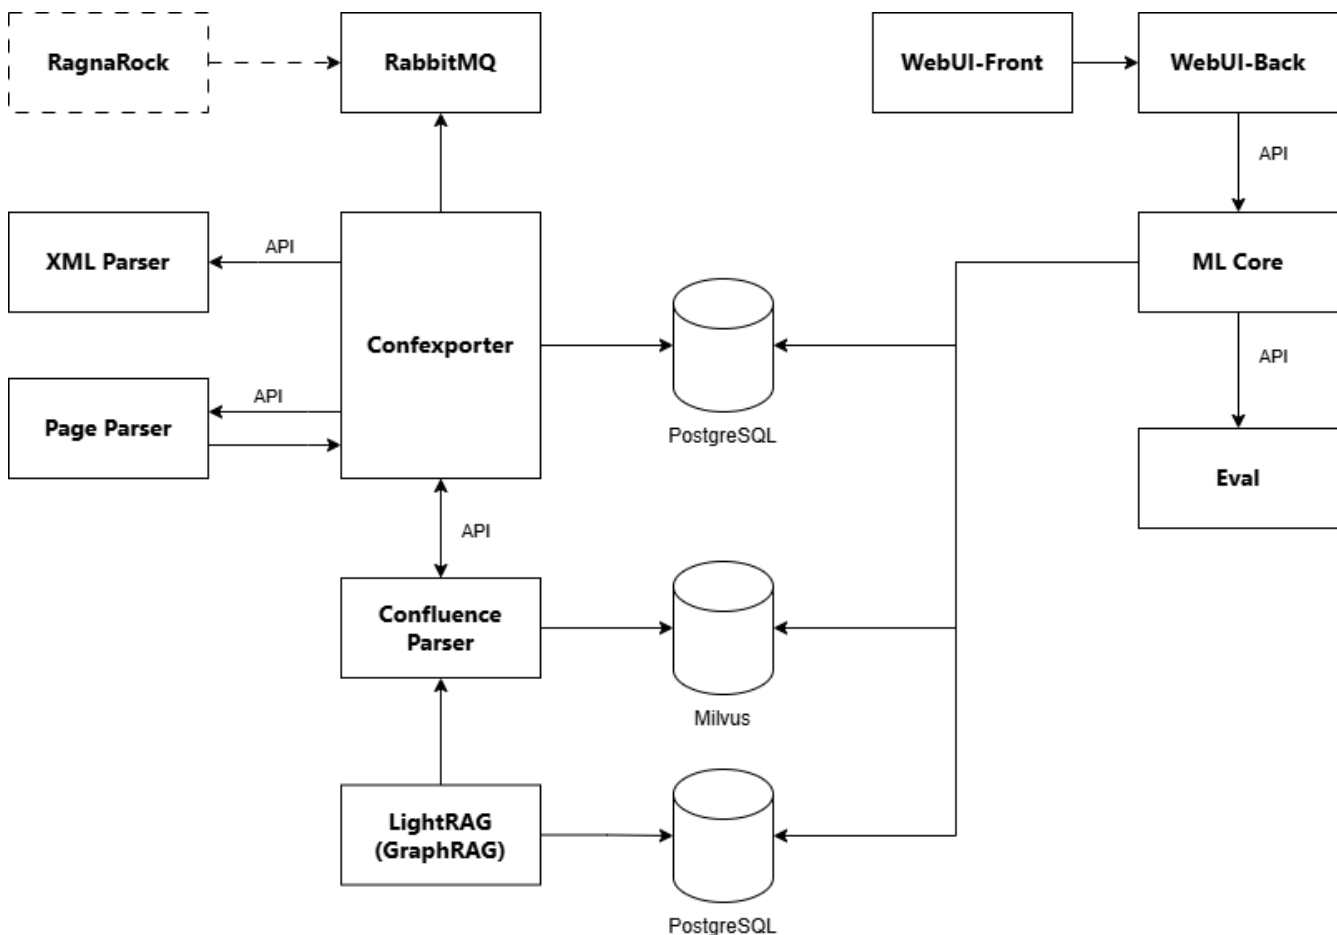 RagnaRock
RabbitMQ
WebUI-Front
WebUI-Back
API
XML Parser
API
Confexporter
ML Core
API
Page Parser
API
PostgreSQL
Eval
API
Confluence
Parser
Milvus
LightRAG
(GraphRAG)
PostgreSQL